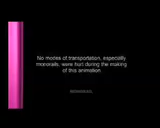 No modes of transportation, especially
monorails, were hurt during the making
of this animation.